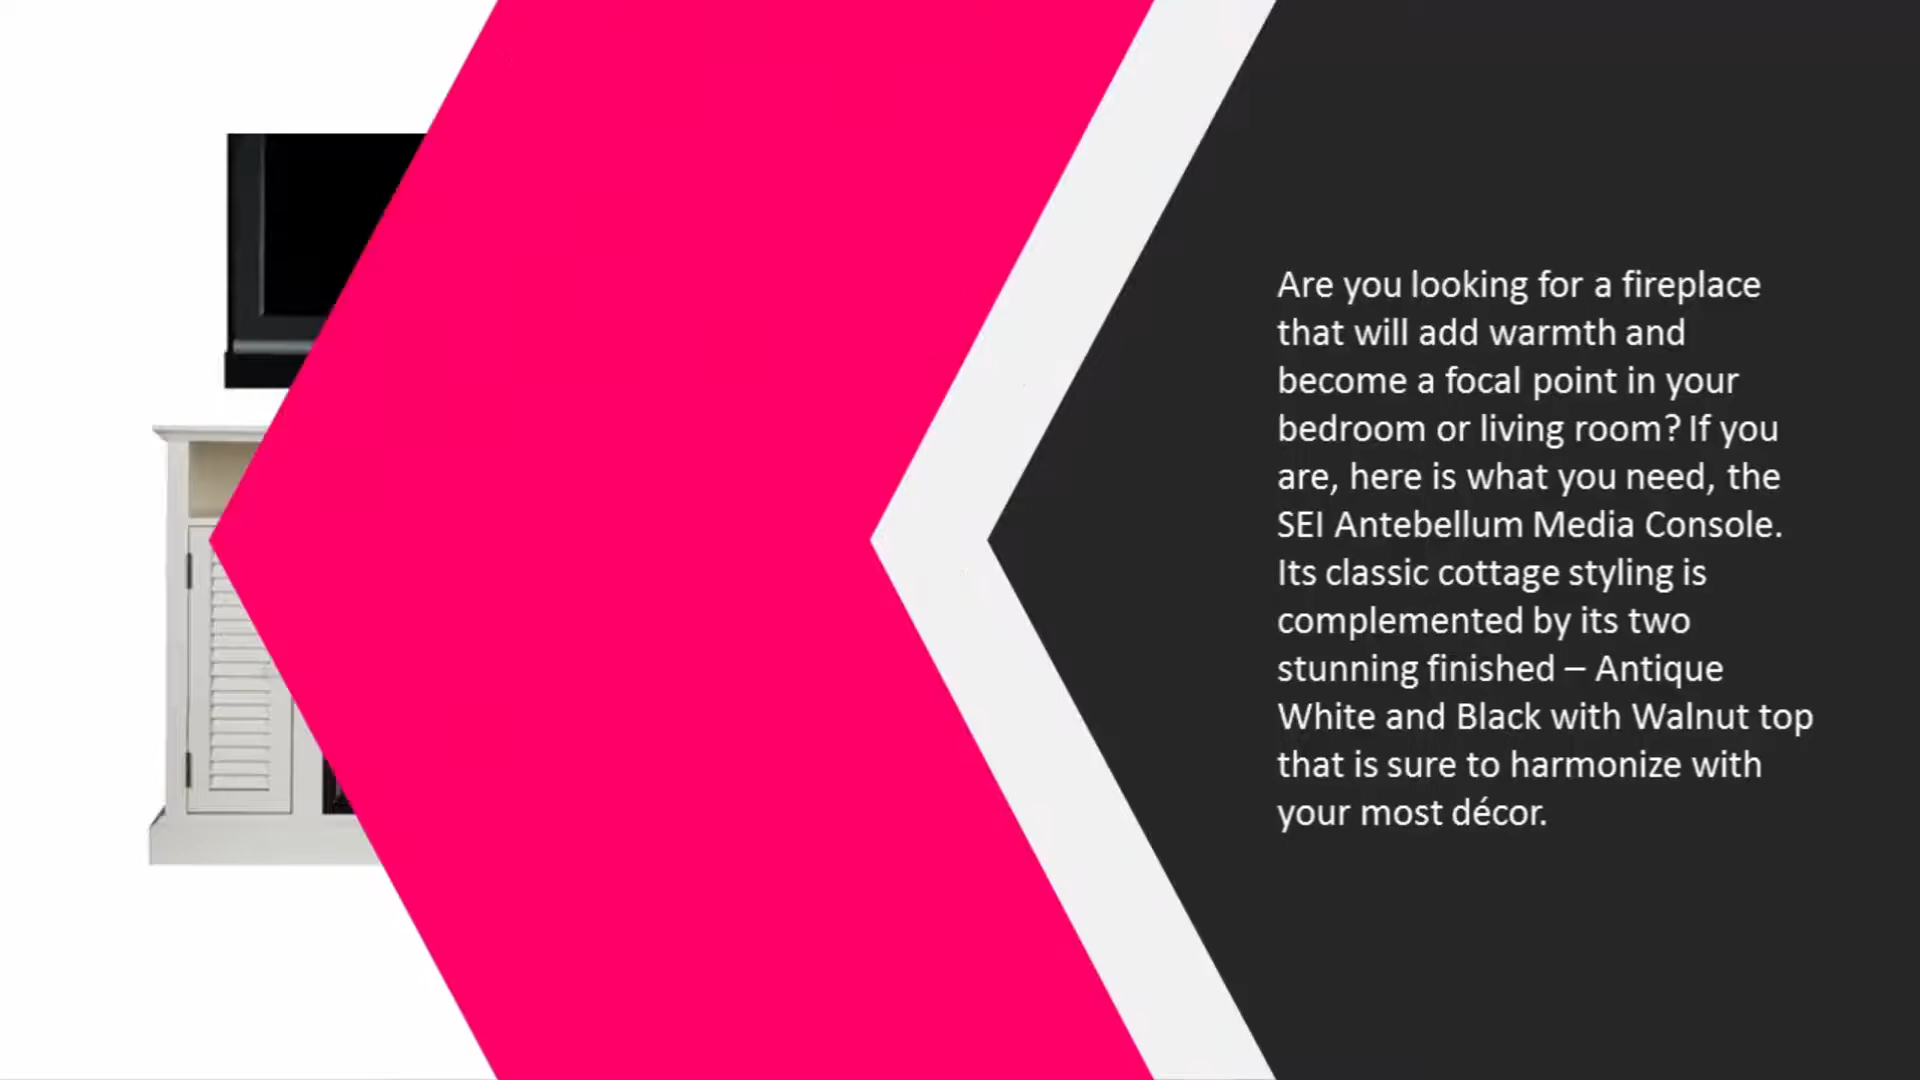 Are you looking for a fireplace
that will add warmth and
become a focal point in your
bedroom or living room? If you
are, here is what you need, the
SEI Antebellum Media Console.
Its classic cottage styling is
complemented by its two
stunning finished – Antique
White and Black with Walnut top
that is sure to harmonize with
your most décor.